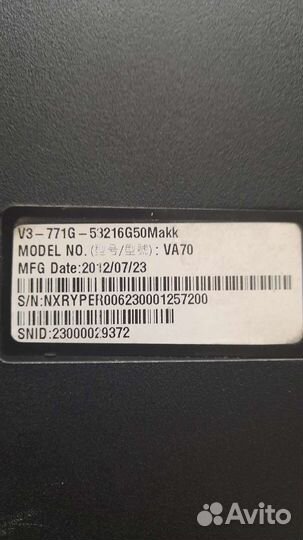 V3-771G-53216G50Makk
MODEL NO.(型号/型號): VA70
MFG Date:2012/07/23
S/N:NXRYPER006230001257200
SNID:23000029372
Avito